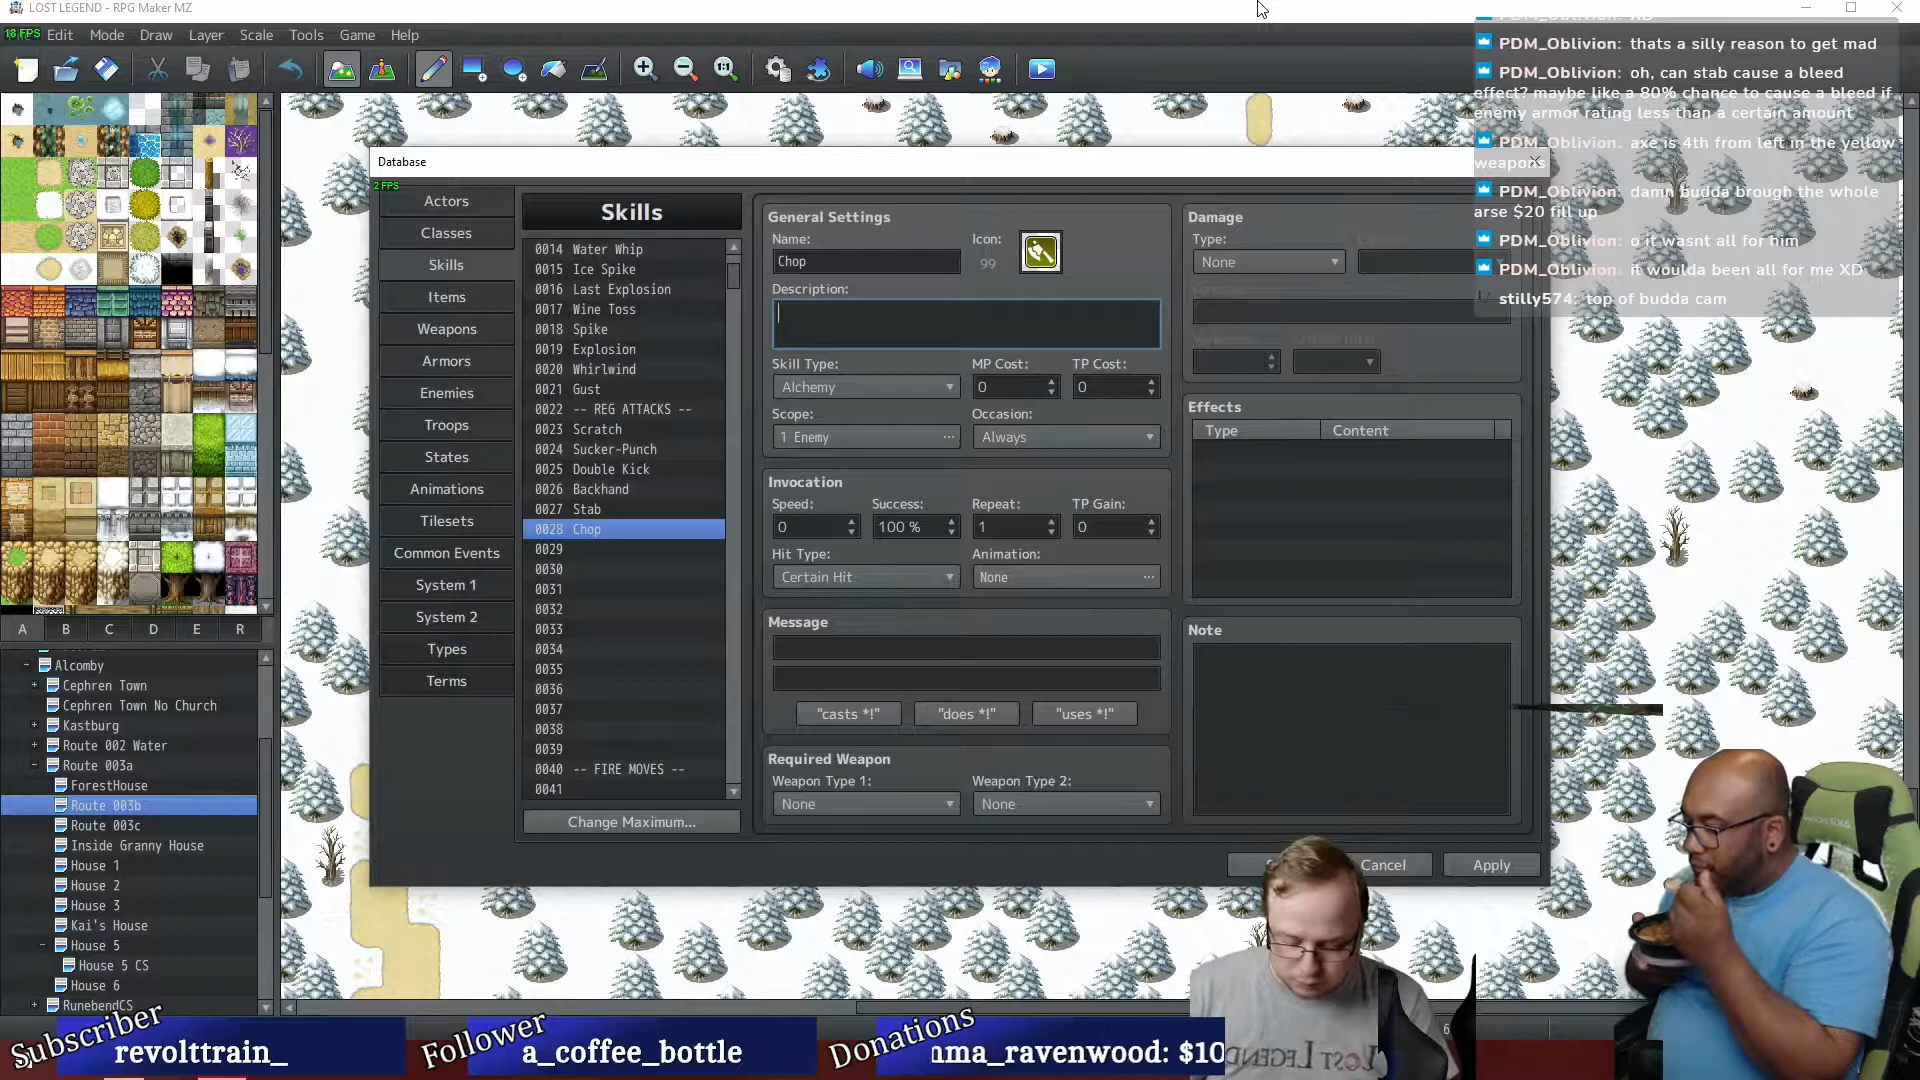 LOST LEGEND - RPG Maker MZ
18 FPS
Edit Mode Draw Layer Scale Tools Game Help
PDM_Oblivion: XD
PDM_Oblivion: thats a silly reason to get mad
PDM_Oblivion: oh, can stab cause a bleed
effect? maybe like a 80% chance to cause a bleed if
enemy armor rating less than a certain amount
PDM_Oblivion: axe is 4th from left in the yellow
weapons
PDM_Oblivion: damn budda brough the whole
arse $20 fill up
PDM_Oblivion: o it wasnt all for him
PDM_Oblivion: it woulda been all for me XD
stilly574: top of budda cam
Database
2 FPS
Actors
Classes
Skills
Items
Weapons
Armors
Enemies
Troops
States
Animations
Tilesets
Common Events
System 1
System 2
Types
Terms
Skills
0014 Water Whip
0015 Ice Spike
0016 Last Explosion
0017 Wine Toss
0018 Spike
0019 Explosion
0020 Whirlwind
0021 Gust
0022 -- REG ATTACKS --
0023 Scratch
0024 Sucker-Punch
0025 Double Kick
0026 Backhand
0027 Stab
0028 Chop
0029
0030
0031
0032
0033
0034
0035
0036
0037
0038
0039
0040 -- FIRE MOVES --
0041
Change Maximum...
General Settings
Name: Icon:
Chop 99
Description:
Skill Type: MP Cost: TP Cost:
Alchemy 0 0
Scope: Occasion:
1 Enemy ... Always
Invocation
Speed: Success: Repeat: TP Gain:
0 100 % 1 0
Hit Type: Animation:
Certain Hit None ...
Message
"casts *!" "does *!" "uses *!"
Required Weapon
Weapon Type 1: Weapon Type 2:
None None
Damage
Type:
None
Effects
Type Content
Note
Cancel Apply
A B C D E R
Alcomby
Cephren Town
Cephren Town No Church
Kastburg
Route 002 Water
Route 003a
ForestHouse
Route 003b
Route 003c
Inside Granny House
House 1
House 2
House 3
Kai's House
House 5
House 5 CS
House 6
RunebendCS
Subscriber
revolttrain_
Follower
a_coffee_bottle
Donations
ma_ravenwood: $10
LOST LEGEND
6